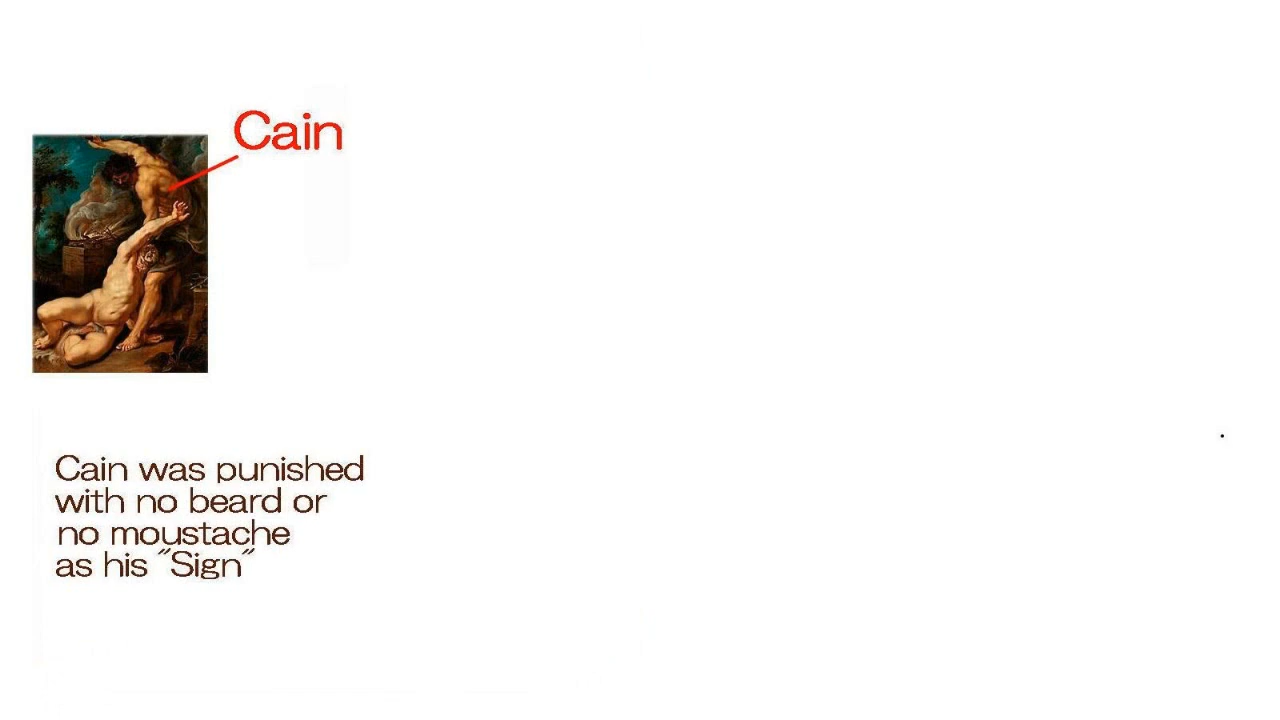 Cain
Cain was punished
with no beard or
no moustache
as his "Sign"